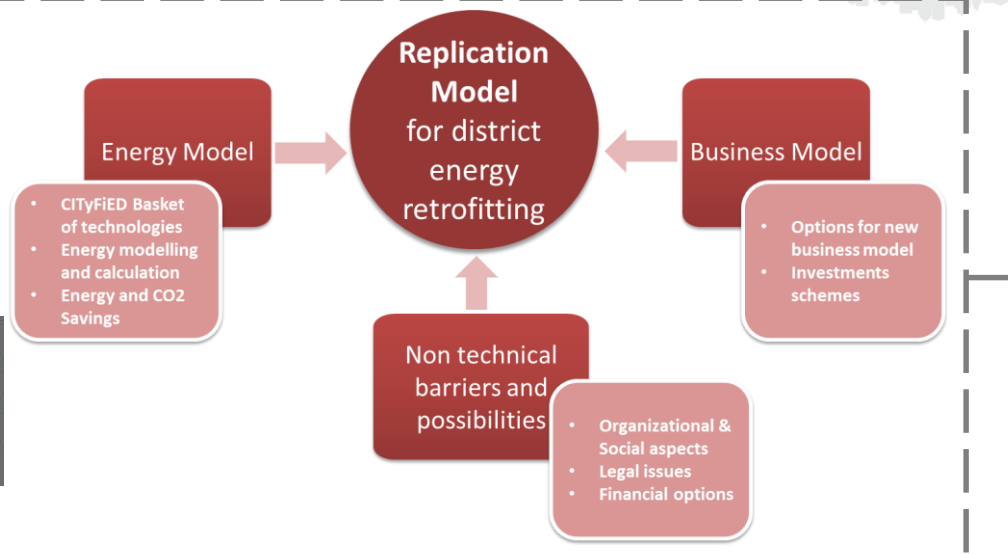 Replication
Model
for district
energy
retrofitting
Energy Model
• CITyFiED Basket
of technologies
• Energy modelling
and calculation
• Energy and CO2
Savings
Business Model
• Options for new
business model
• Investments
schemes
Non technical
barriers and
possibilities
• Organizational &
Social aspects
• Legal issues
• Financial options